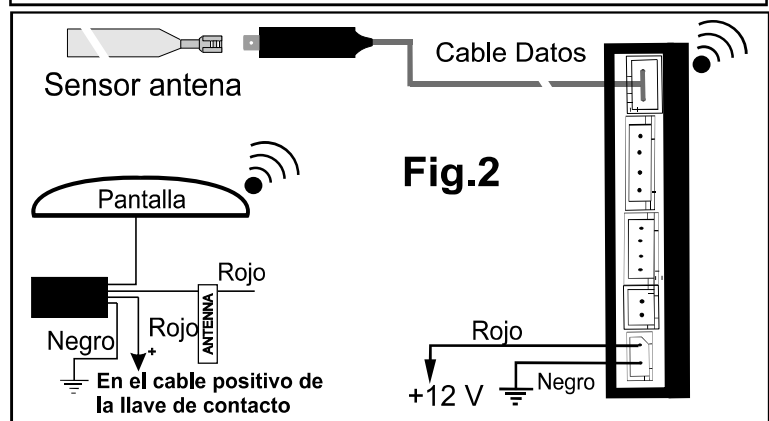 Cable Datos
Sensor antena
Fig.2
Pantalla
Rojo
Negro
Rojo
ANTENNA
+
En el cable positivo de
la llave de contacto
Rojo
+12 V
Negro